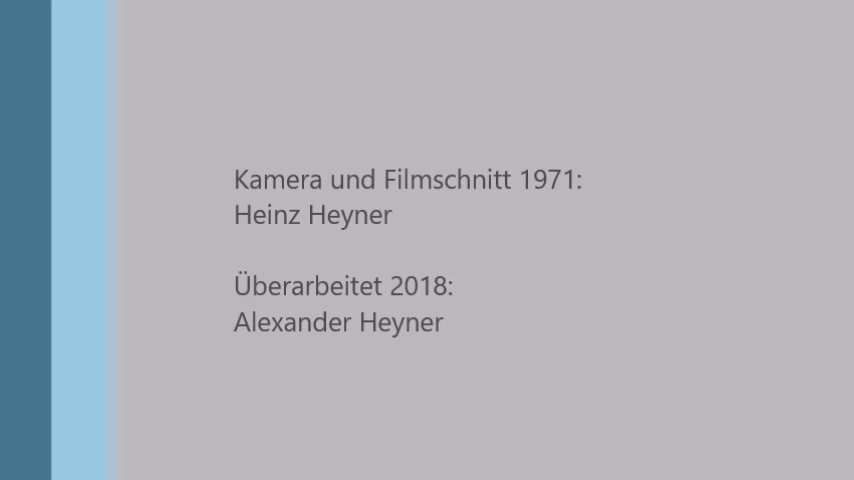 Kamera und Filmschnitt 1971:
Heinz Heyner
Überarbeitet 2018:
Alexander Heyner